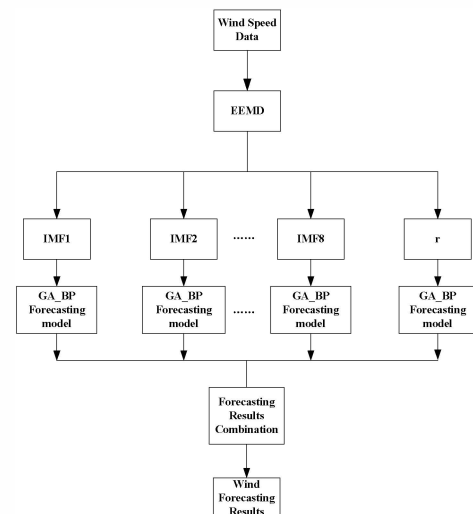 Wind Speed
Data
EEMD
IMF1
IMF2
......
IMF8
r
GA_BP
Forecasting
model
GA_BP
Forecasting
model
......
GA_BP
Forecasting
model
GA_BP
Forecasting
model
Forecasting
Results
Combination
Wind
Forecasting
Results